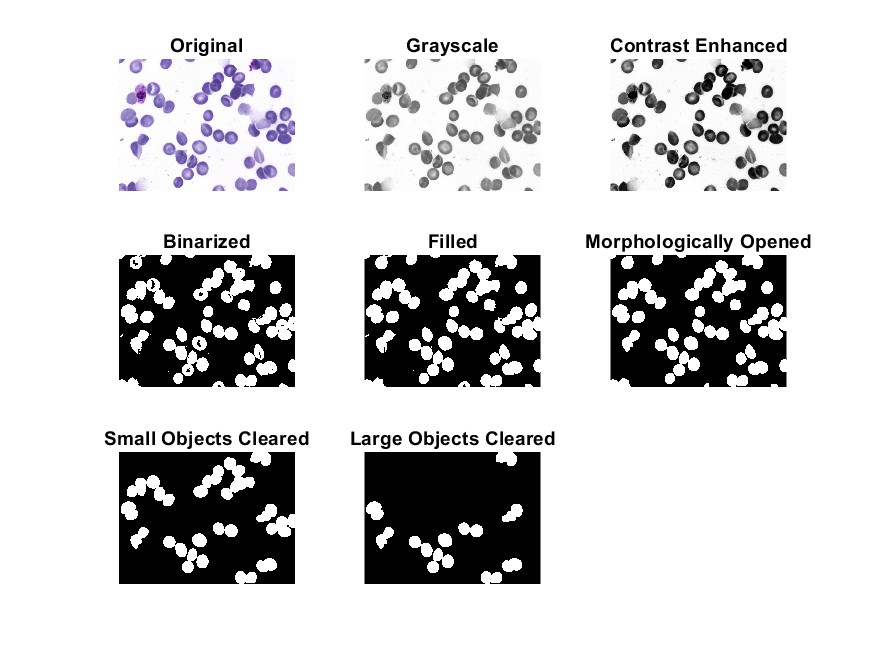 Original
Grayscale
Contrast Enhanced
Binarized
Filled
Morphologically Opened
Small Objects Cleared
Large Objects Cleared